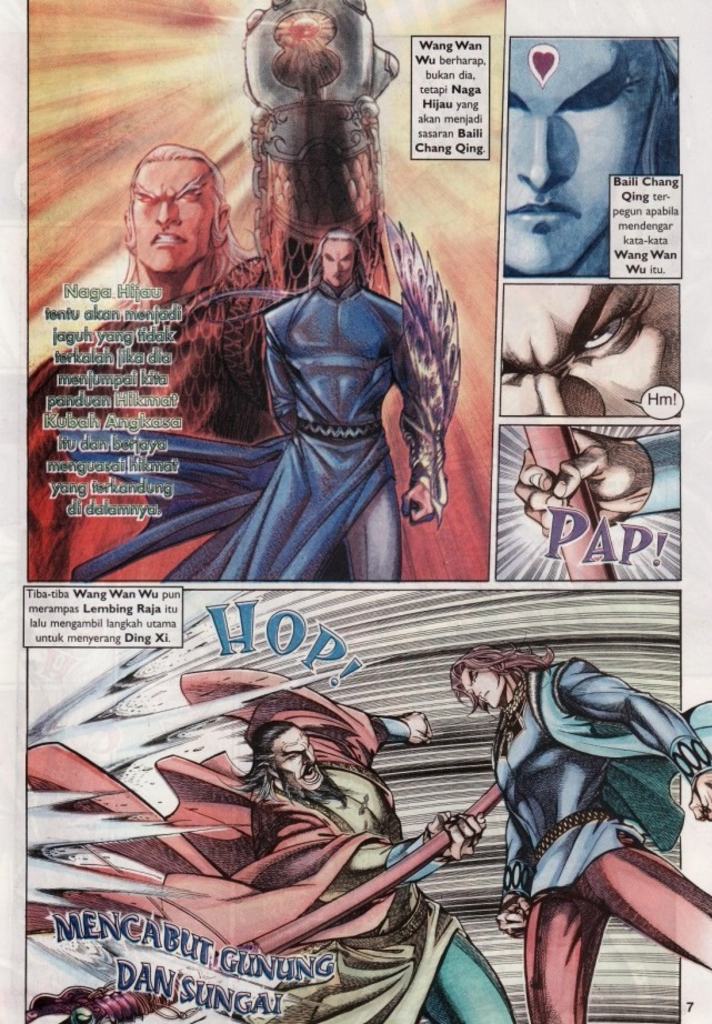 Wang Wan
Wu berharap,
bukan dia,
tetapi Naga
Hijau yang
akan menjadi
sasaran Baili
Chang Qing.
Baili Chang
Qing ter-
pegun apabila
mendengar
kata-kata
Wang Wan
Wu itu.
Naga Hijau
tentu akan menjadi
jaguh yang tidak
terkalah jika dia
menjumpai kita
panduan Hikmat
Kubah Angkasa
itu dan berjaya
menguasai hikmat
yang terkandung
di dalamnya.
Hm!
PAP!
Tiba-tiba Wang Wan Wu pun
merampas Lembing Raja itu
lalu mengambil langkah utama
untuk menyerang Ding Xi.
HOP!
MENCABUT GUNUNG
DAN SUNGAI
7